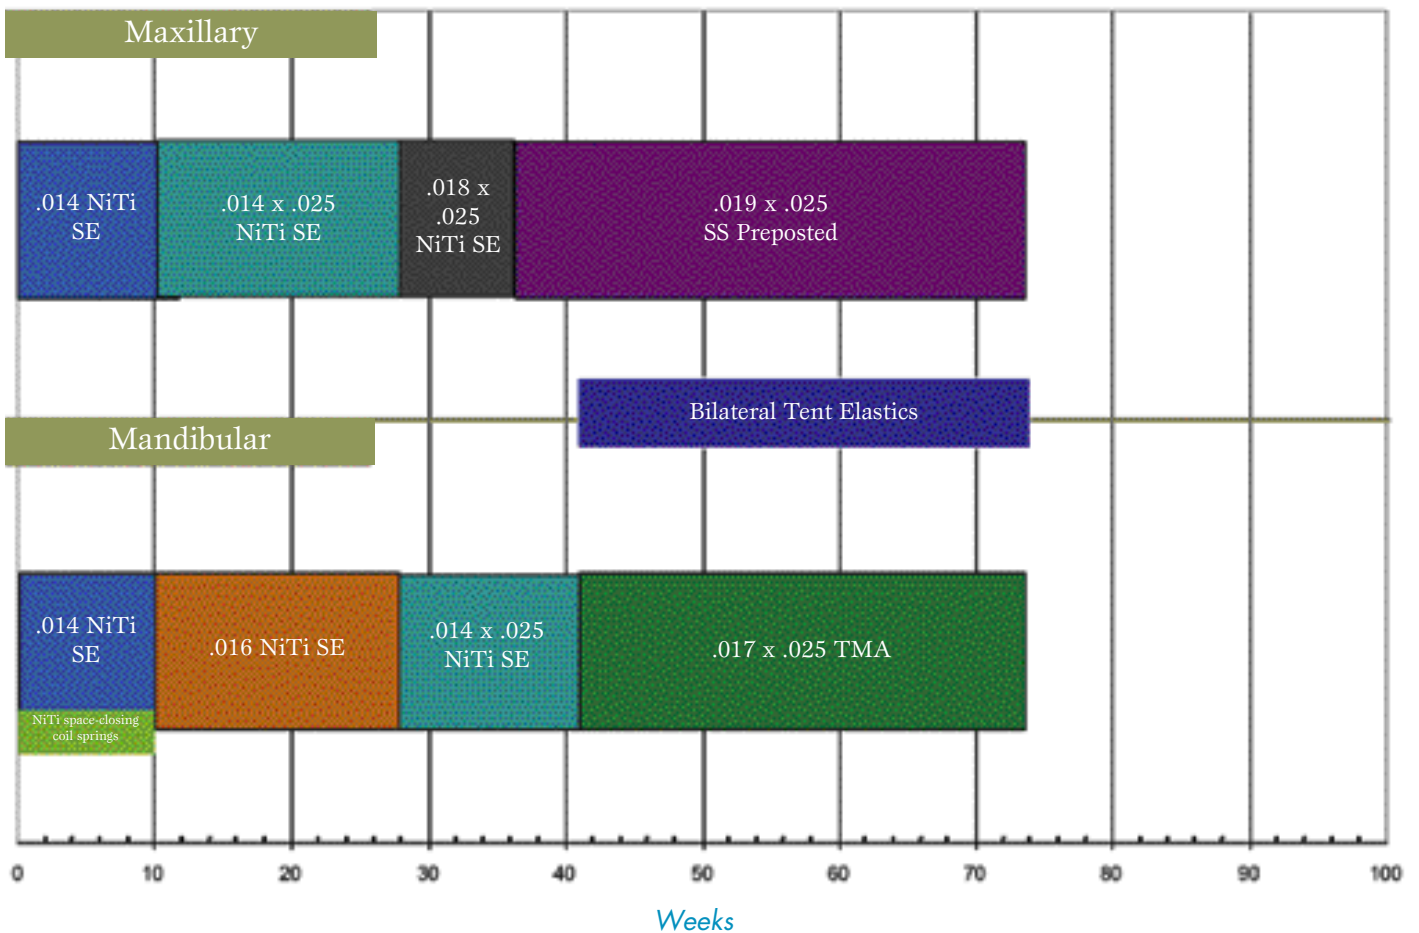 Maxillary
.014 NiTi
SE
.014 x .025
NiTi SE
.018 x
.025
NiTi SE
.019 x .025
SS Preposted
Bilateral Tent Elastics
Mandibular
.014 NiTi
SE
NiTi space-closing
coil springs
.016 NiTi SE
.014 x .025
NiTi SE
.017 x .025 TMA
0 10 20 30 40 50 60 70 80 90 100
Weeks